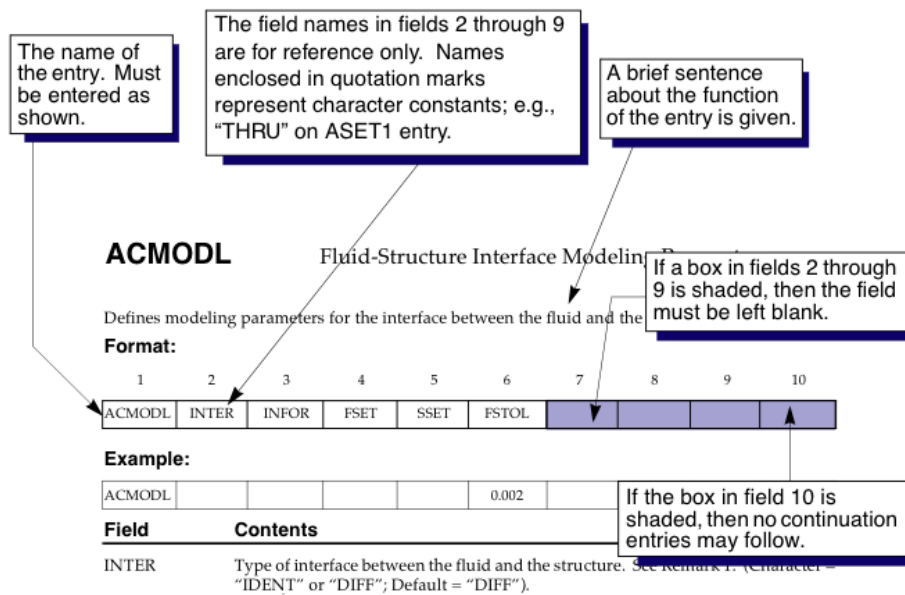 The name of
the entry. Must
be entered as
shown.
The field names in fields 2 through 9
are for reference only. Names
enclosed in quotation marks
represent character constants; e.g.,
“THRU” on ASET1 entry.
A brief sentence
about the function
of the entry is given.
ACMODL
Fluid-Structure Interface Modeling
If a box in fields 2 through
9 is shaded, then the field
must be left blank.
Defines modeling parameters for the interface between the fluid and the
Format:
1 2 3 4 5 6 7 8 9 10
ACMODL INTER INFOR FSET SSET FSTOL
Example:
ACMODL 0.002
If the box in field 10 is
shaded, then no continuation
entries may follow.
Field Contents
INTER Type of interface between the fluid and the structure.
“IDENT” or “DIFF”; Default = “DIFF”).